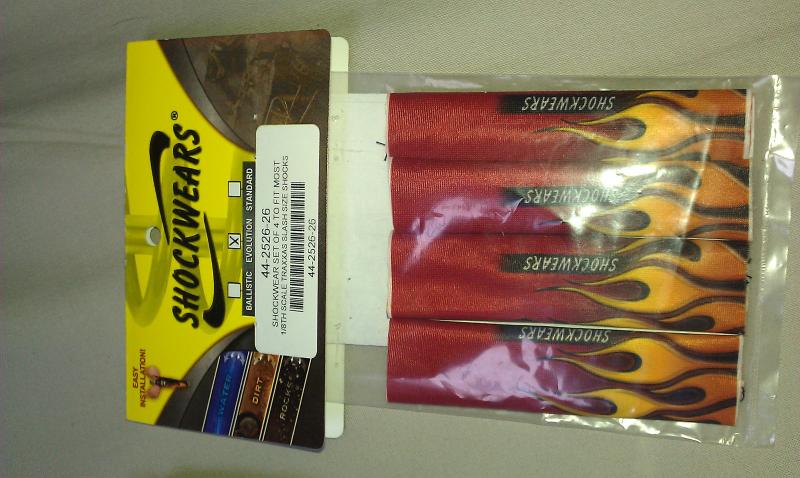 SHOCKWEARS®
BALLISTIC EVOLUTION STANDARD
44-2526-26
SHOCKWEAR SET OF 4 TO FIT MOST
1/8TH SCALE TRAXXAS SLASH SIZE SHOCKS
44-2526-26
EASY
INSTALLATION!
WATER
DIRT
ROCKS
SHOCKWEARS
SHOCKWEARS
SHOCKWEARS
SHOCKWEARS